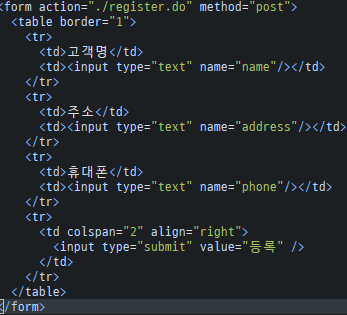 <form action="./register.do" method="post">
  <table border="1">
    <tr>
      <td>고객명</td>
      <td><input type="text" name="name"/></td>
    </tr>
    <tr>
      <td>주소</td>
      <td><input type="text" name="address"/></td>
    </tr>
    <tr>
      <td>휴대폰</td>
      <td><input type="text" name="phone"/></td>
    </tr>
    <tr>
      <td colspan="2" align="right">
        <input type="submit" value="등록" />
      </td>
    </tr>
  </table>
</form>